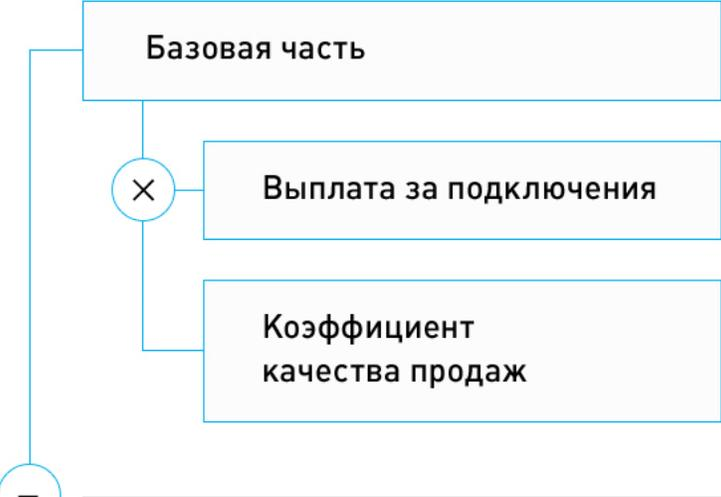 Базовая часть
×
Выплата за подключения
Коэффициент
качества продаж